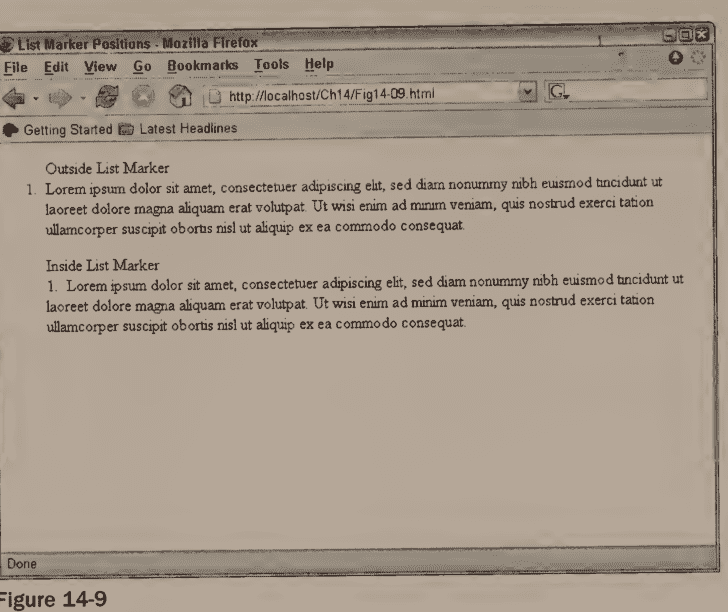 List Marker Positions - Mozilla Firefox
File Edit View Go Bookmarks Tools Help
http://localhost/Ch14/Fig14-09.html G
Getting Started Latest Headlines
Outside List Marker
1. Lorem ipsum dolor sit amet, consectetuer adipiscing elit, sed diam nonummy nibh euismod tincidunt ut
laoreet dolore magna aliquam erat volutpat. Ut wisi enim ad minim veniam, quis nostrud exerci tation
ullamcorper suscipit obortis nisl ut aliquip ex ea commodo consequat.
Inside List Marker
1. Lorem ipsum dolor sit amet, consectetuer adipiscing elit, sed diam nonummy nibh euismod tincidunt ut
laoreet dolore magna aliquam erat volutpat. Ut wisi enim ad minim veniam, quis nostrud exerci tation
ullamcorper suscipit obortis nisl ut aliquip ex ea commodo consequat.
Done
Figure 14-9